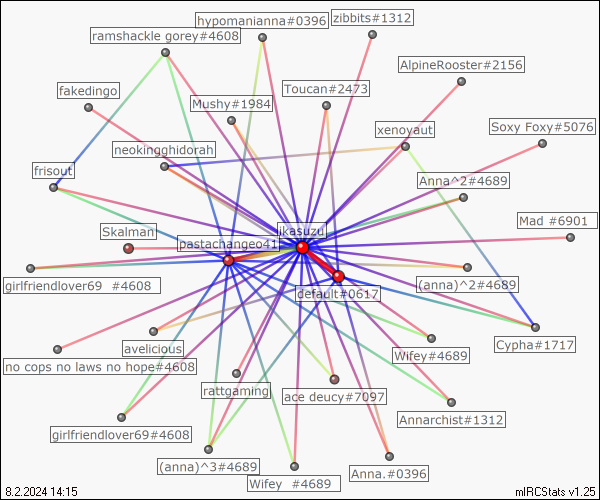 hypomanianna#0396
zibbits#1312
ramshackle gorey#4608
AlpineRooster#2156
fakedingo
Toucan#2473
Mushy#1984
xenoyaut
Soxy Foxy#5076
neokingghidorah
frisout
Anna^2#4689
Mad #6901
Skalman
ikasuzu
pastachangeo41
girlfriendlover69 #4608
(anna)^2#4689
default#0617
avelicious
Cypha#1717
no cops no laws no hope#4608
Wifey#4689
rattgaming
ace deucy#7097
Annarchist#1312
girlfriendlover69#4608
(anna)^3#4689
Anna.#0396
Wifey #4689
8.2.2024 14:15
mIRCStats v1.25